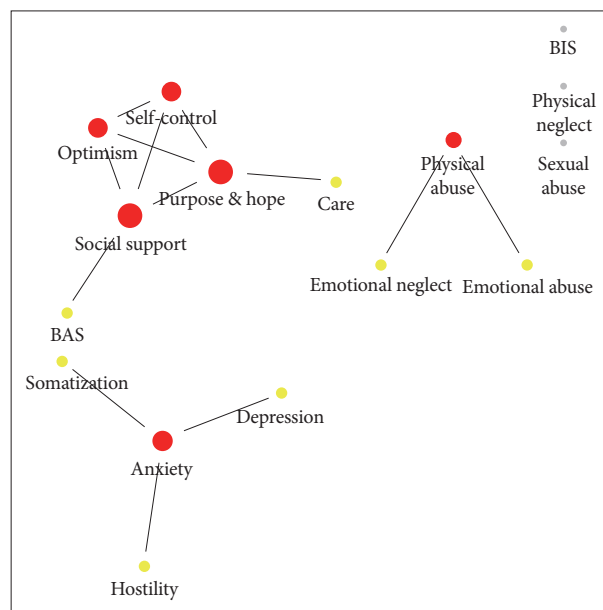 BIS
Self-control
Physical
neglect
Optimism
Physical
abuse
Sexual
abuse
Purpose & hope
Care
Social support
Emotional neglect
Emotional abuse
BAS
Somatization
Depression
Anxiety
Hostility